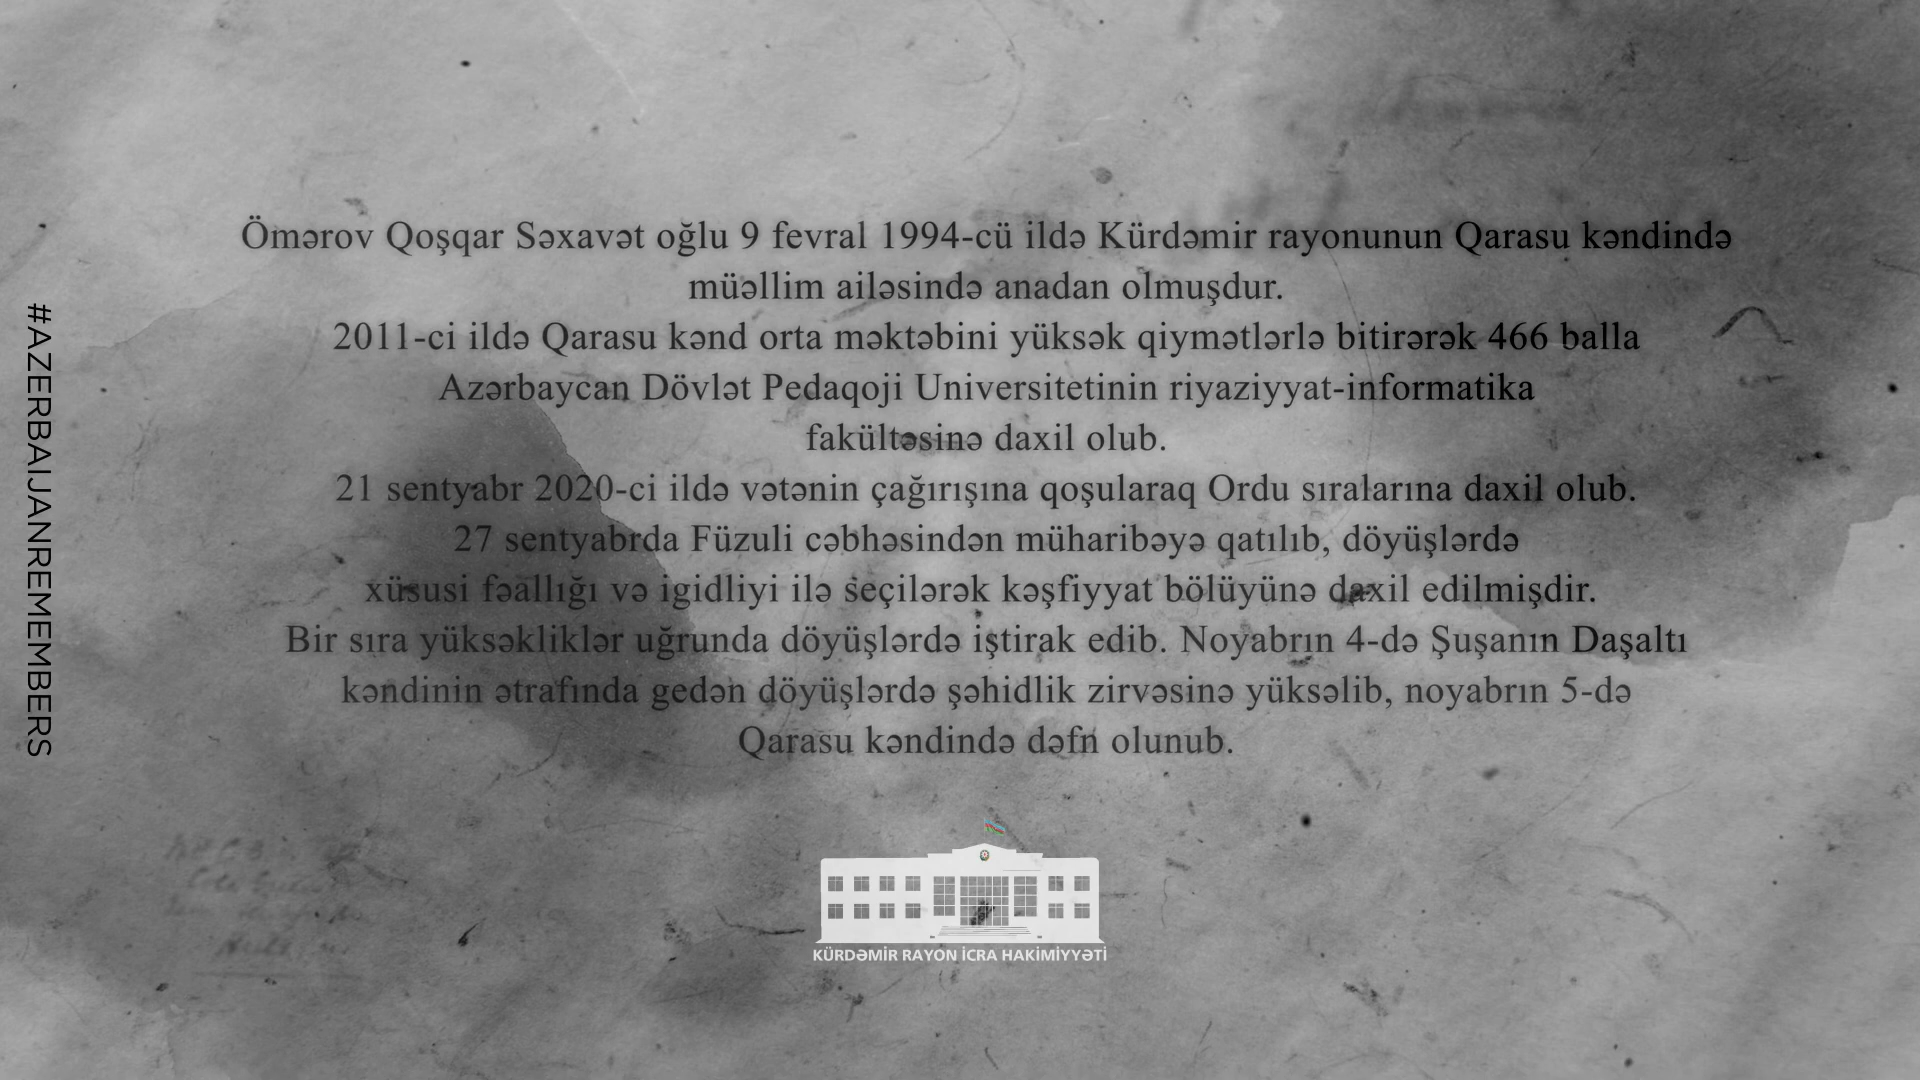 #AZERBAIJANREMEMBERS
Ömərov Qoşqar Səxavət oğlu 9 fevral 1994-cü ildə Kürdəmir rayonunun Qarasu kəndində
müəllim ailəsində anadan olmuşdur.
2011-ci ildə Qarasu kənd orta məktəbini yüksək qiymətlərlə bitirərək 466 balla
Azərbaycan Dövlət Pedaqoji Universitetinin riyaziyyat-informatika
fakültəsinə daxil olub.
21 sentyabr 2020-ci ildə vətənin çağırışına qoşularaq Ordu sıralarına daxil olub.
27 sentyabrda Füzuli cəbhəsindən müharibəyə qatılıb, döyüşlərdə
xüsusi fəallığı və igidliyi ilə seçilərək kəşfiyyat bölüyünə daxil edilmişdir.
Bir sıra yüksəkliklər uğrunda döyüşlərdə iştirak edib. Noyabrın 4-də Şuşanın Daşaltı
kəndinin ətrafında gedən döyüşlərdə şəhidlik zirvəsinə yüksəlib, noyabrın 5-də
Qarasu kəndində dəfn olunub.
KÜRDƏMİR RAYON İCRA HAKİMİYYƏTİ